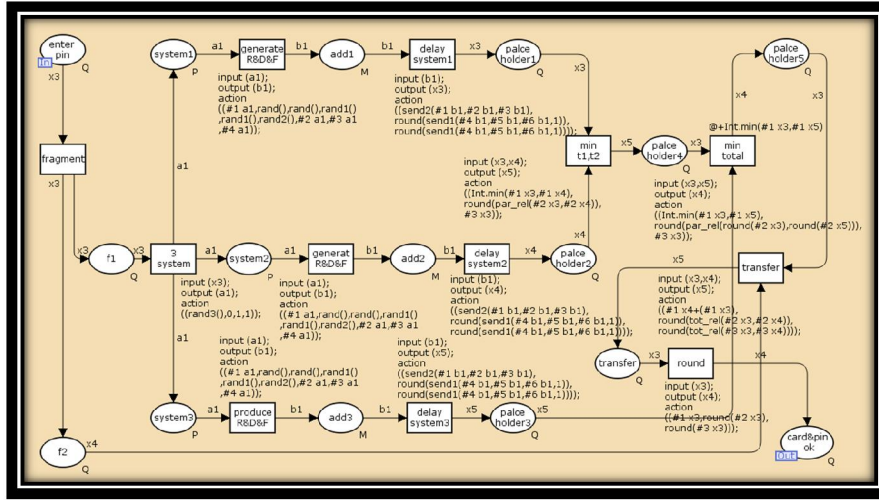 enter
pin
In
Q
x3
fragment
x3
x3
f1
Q
x3
3
system
input (x3);
output (a1);
action
((rand3(),0,1,1));
a1
a1
a1
f2
Q
x4
system1
P
a1
generate
R&D&F
input (a1);
output (b1);
action
((#1 a1,rand(),rand(),rand1()
,rand1(),rand2(),#2 a1,#3 a1
,#4 a1));
b1
add1
M
b1
delay
system1
input (b1);
output (x3);
action
((send2(#1 b1,#2 b1,#3 b1),
round(send1(#4 b1,#5 b1,#6 b1,1)),
round(send1(#4 b1,#5 b1,#6 b1,1))));
x3
palce
holder1
Q
x3
min
t1,t2
input (x3,x4);
output (x5);
action
((Int.min(#1 x3,#1 x4),
round(par_rel(#2 x3,#2 x4)),
#3 x3));
x5
palce
holder4
Q
x3
min
total
@+Int.min(#1 x3,#1 x5)
input (x3,x5);
output (x4);
action
((Int.min(#1 x3,#1 x5),
round(par_rel(round(#2 x3),round(#2 x5))),
#3 x3));
x4
palce
holder5
Q
x3
system2
P
a1
generat
R&D&F
input (a1);
output (b1);
action
((#1 a1,rand(),rand(),rand1()
,rand1(),rand2(),#2 a1,#3 a1
,#4 a1));
b1
add2
M
b1
delay
system2
input (b1);
output (x4);
action
((send2(#1 b1,#2 b1,#3 b1),
round(send1(#4 b1,#5 b1,#6 b1,1)),
round(send1(#4 b1,#5 b1,#6 b1,1))));
x4
palce
holder2
Q
x4
transfer
input (x3,x4);
output (x5);
action
((#1 x4+(#1 x3),
round(tot_rel(#2 x3,#2 x4)),
round(tot_rel(#3 x3,#3 x4))));
x5
transfer
Q
x3
round
input (x3);
output (x4);
action
((#1 x3,round(#2 x3),
round(#3 x3)));
x4
card&pin
ok
Out
Q
system3
P
a1
produce
R&D&F
input (a1);
output (b1);
action
((#1 a1,rand(),rand(),rand1()
,rand1(),rand2(),#2 a1,#3 a1
,#4 a1));
b1
add3
M
b1
delay
system3
input (b1);
output (x5);
action
((send2(#1 b1,#2 b1,#3 b1),
round(send1(#4 b1,#5 b1,#6 b1,1)),
round(send1(#4 b1,#5 b1,#6 b1,1))));
x5
palce
holder3
Q
x5